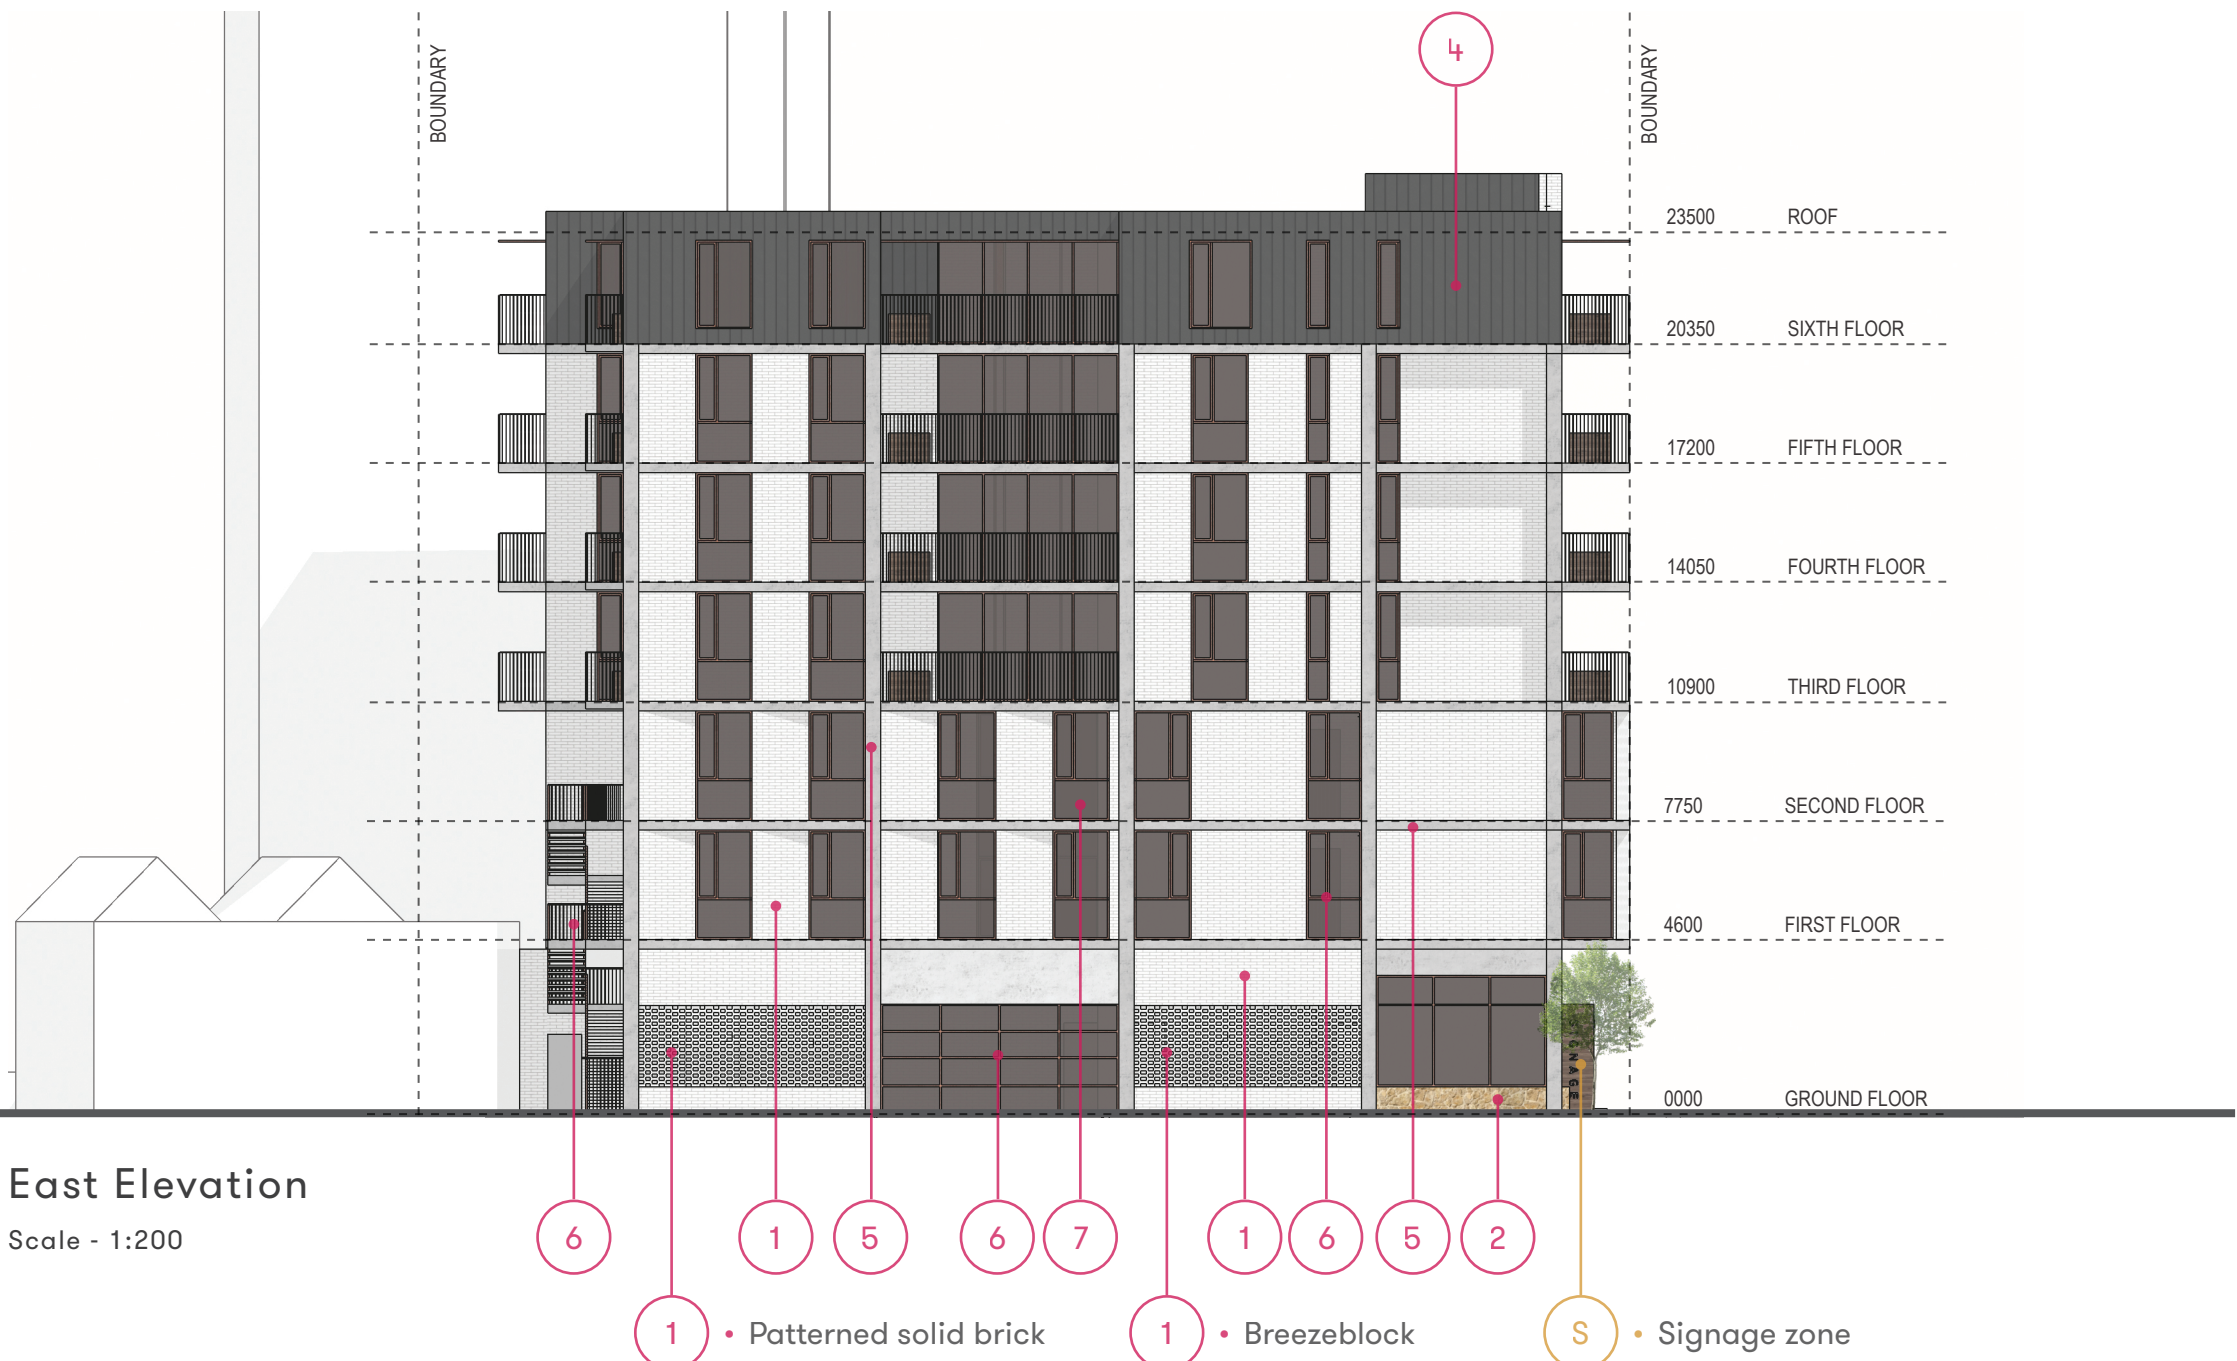 BOUNDARY
4
BOUNDARY
23500 ROOF
20350 SIXTH FLOOR
17200 FIFTH FLOOR
14050 FOURTH FLOOR
10900 THIRD FLOOR
7750 SECOND FLOOR
4600 FIRST FLOOR
0000 GROUND FLOOR
East Elevation
Scale - 1:200
6 1 5 6 7 1 6 5 2
1 • Patterned solid brick
1 • Breezeblock
S • Signage zone